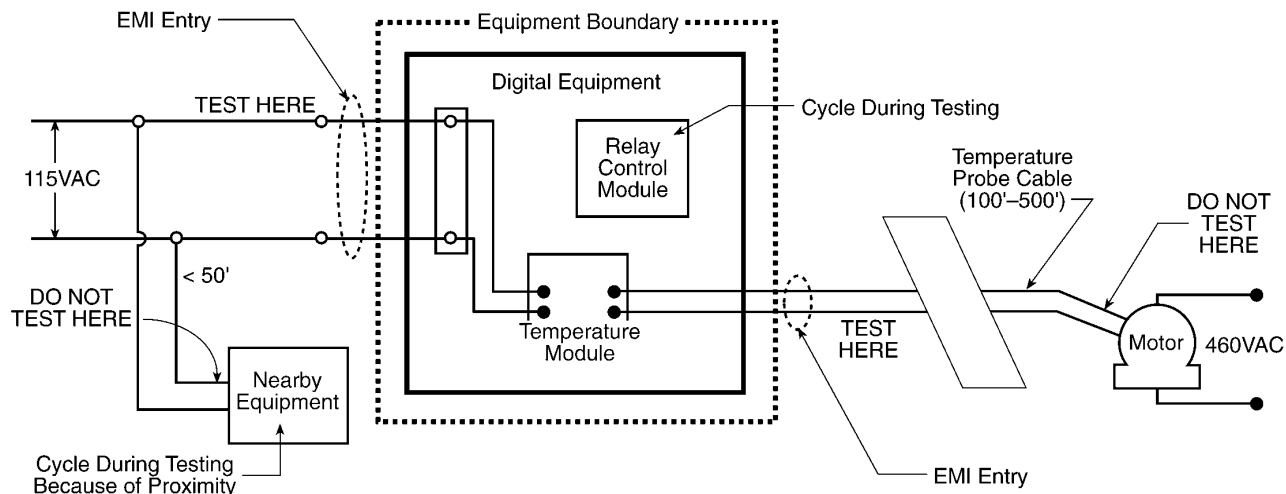 EMI Entry
Equipment Boundary
Digital Equipment
TEST HERE
Cycle During Testing
Relay
Control
Module
115VAC
Temperature
Probe Cable
(100'–500')
DO NOT
TEST
HERE
< 50'
DO NOT
TEST HERE
Temperature
Module
TEST
HERE
Motor
460VAC
Nearby
Equipment
Cycle During Testing
Because of Proximity
EMI Entry